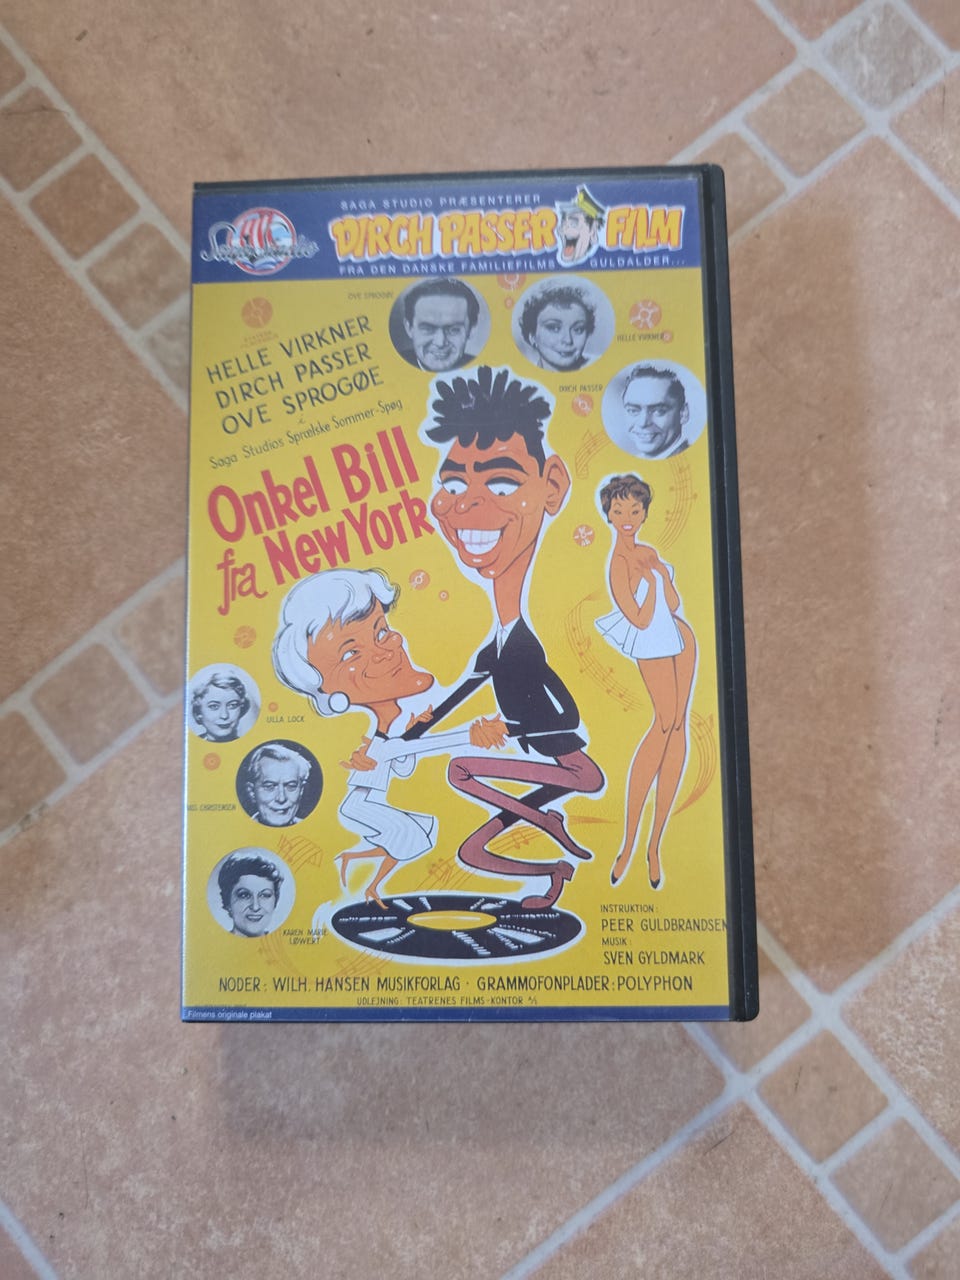 SAGA STUDIO PRÆSENTERER
DIRCH PASSER FILM
FRA DEN DANSKE FAMILIEFILMS GULDALDER...
Saga Studio
OVE SPROGØE
HELLE VIRKNER
DIRCH PASSER
HELLE VIRKNER
DIRCH PASSER
OVE SPROGØE
i
Saga Studios Sprælske Sommer-Spøg
Onkel Bill
fra New York
ULLA LOCK
CHRISTENSEN
KAREN MARIE
LØWERT
INSTRUKTION:
PEER GULDBRANDSEN
MUSIK:
SVEN GYLDMARK
NODER: WILH. HANSEN MUSIKFORLAG · GRAMMOFONPLADER: POLYPHON
UDLEJNING: TEATRENES FILMS-KONTOR A/S
Filmens originale plakat